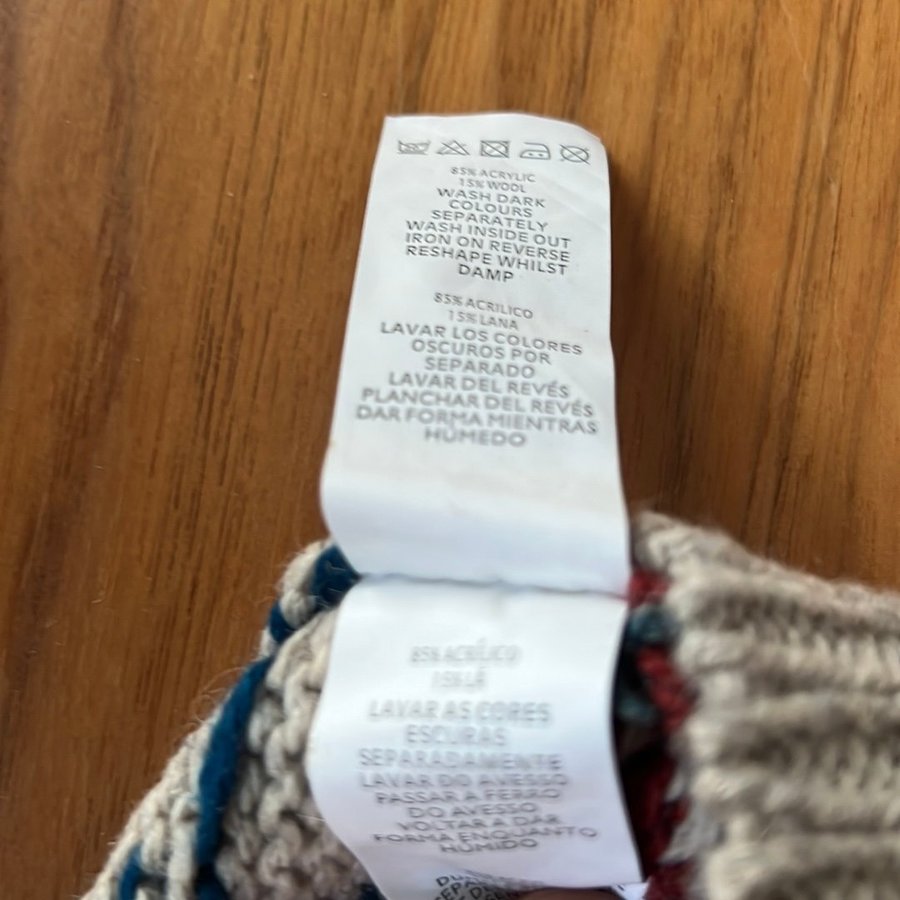 85% ACRYLIC
15% WOOL
WASH DARK
COLOURS
SEPARATELY
WASH INSIDE OUT
IRON ON REVERSE
RESHAPE WHILST
DAMP
85% ACRILICO
15% LANA
LAVAR LOS COLORES
OSCUROS POR
SEPARADO
LAVAR DEL REVÉS
PLANCHAR DEL REVÉS
DAR FORMA MIENTRAS
HÚMEDO
85% ACRÍLICO
15% LÃ
LAVAR AS CORES
ESCURAS
SEPARADAMENTE
LAVAR DO AVESSO
PASSAR A FERRO
DO AVESSO
VOLTAR A DAR
FORMA ENQUANTO
HÚMIDO